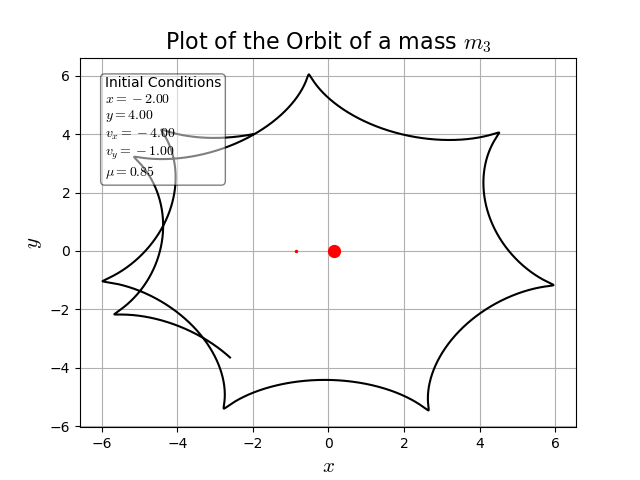 Plot of the Orbit of a mass m₃
Initial Conditions
x = −2.00
y = 4.00
vₓ = −4.00
v_y = −1.00
μ = 0.85
6
4
2
0
−2
−4
−6
y
−6 −4 −2 0 2 4 6
x